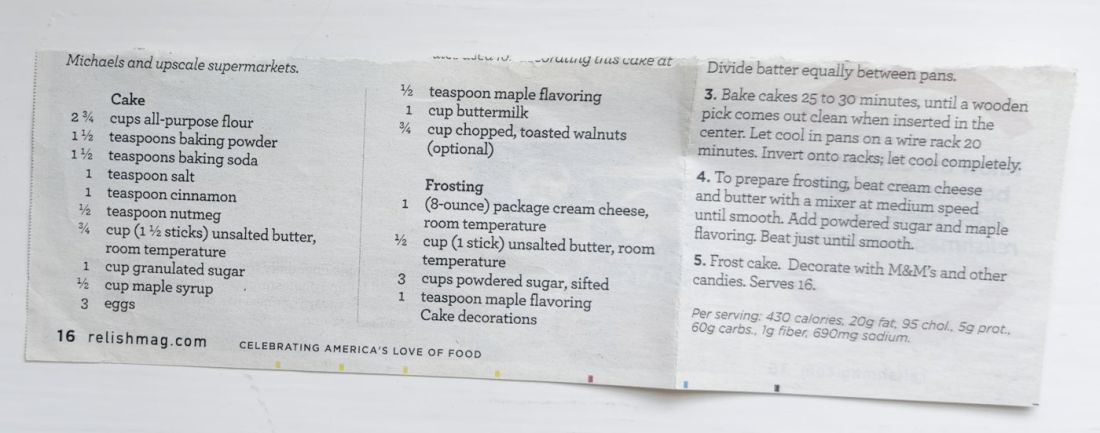 Michaels and upscale supermarkets.
Cake
2 ¾ cups all-purpose flour
1 ½ teaspoons baking powder
1 ½ teaspoons baking soda
1 teaspoon salt
1 teaspoon cinnamon
½ teaspoon nutmeg
¾ cup (1 ½ sticks) unsalted butter,
room temperature
1 cup granulated sugar
½ cup maple syrup
3 eggs
16 relishmag.com
CELEBRATING AMERICA'S LOVE OF FOOD
this cake at
½ teaspoon maple flavoring
1 cup buttermilk
¾ cup chopped, toasted walnuts
(optional)
Frosting
1 (8-ounce) package cream cheese,
room temperature
½ cup (1 stick) unsalted butter, room
temperature
3 cups powdered sugar, sifted
1 teaspoon maple flavoring
Cake decorations
Divide batter equally between pans.
3. Bake cakes 25 to 30 minutes, until a wooden
pick comes out clean when inserted in the
center. Let cool in pans on a wire rack 20
minutes. Invert onto racks; let cool completely.
4. To prepare frosting, beat cream cheese
and butter with a mixer at medium speed
until smooth. Add powdered sugar and maple
flavoring. Beat just until smooth.
5. Frost cake. Decorate with M&M's and other
candies. Serves 16.
Per serving: 430 calories, 20g fat, 95 chol., 5g prot.,
60g carbs., 1g fiber, 690mg sodium.